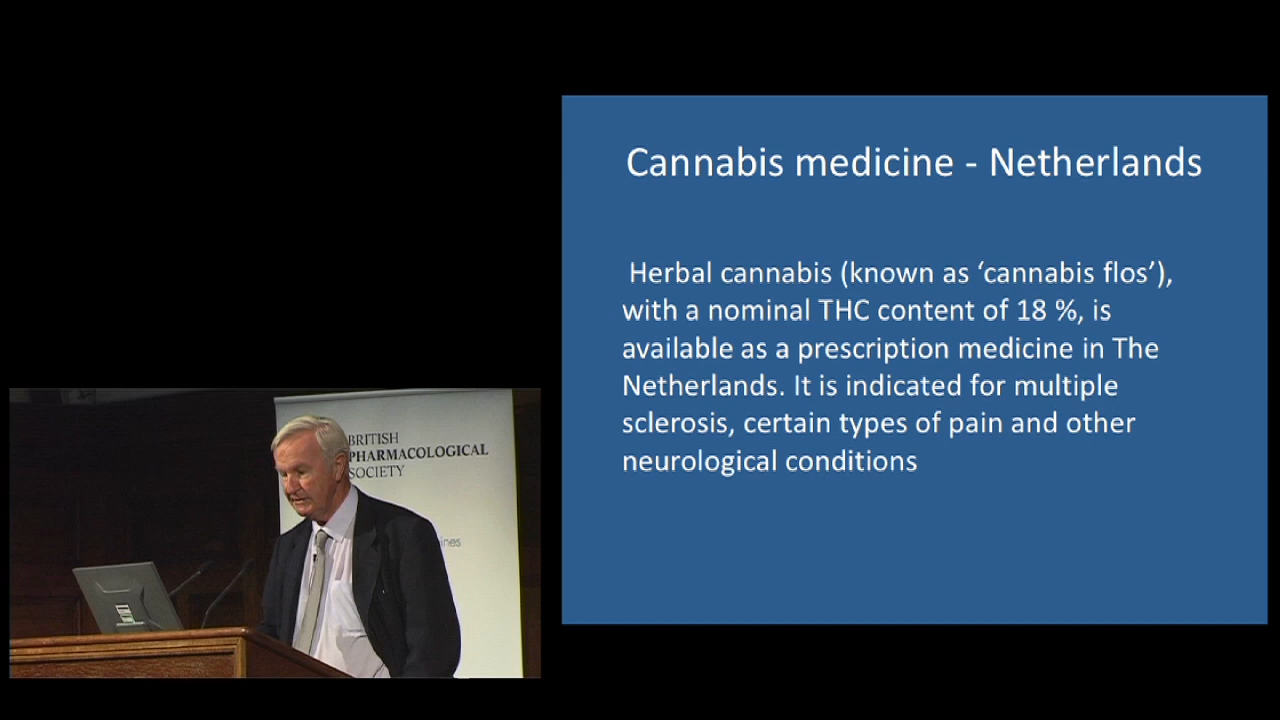 Cannabis medicine - Netherlands
Herbal cannabis (known as ‘cannabis flos’),
with a nominal THC content of 18 %, is
available as a prescription medicine in The
Netherlands. It is indicated for multiple
sclerosis, certain types of pain and other
neurological conditions
BRITISH
PHARMACOLOGICAL
SOCIETY